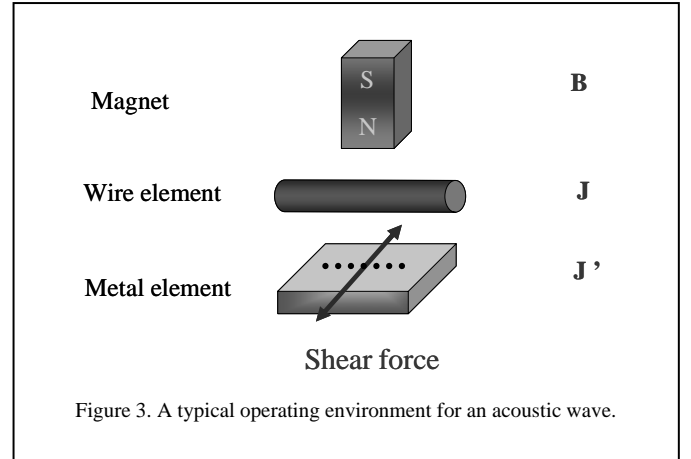 S
Magnet B
N
Wire element J
Metal element J ’
Shear force
Figure 3. A typical operating environment for an acoustic wave.